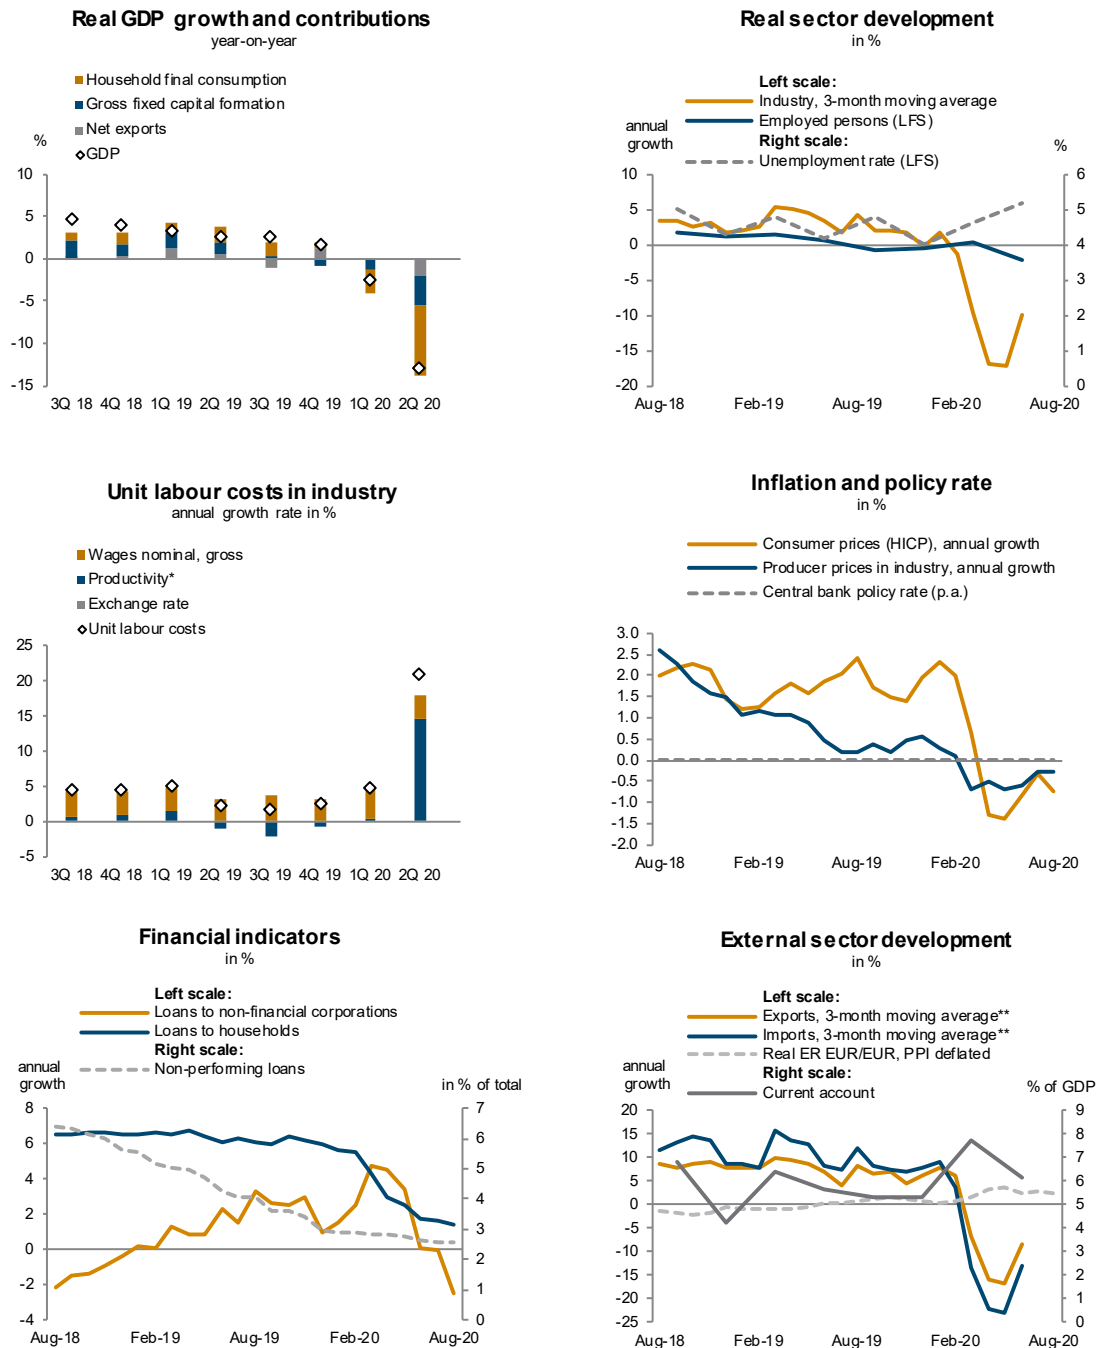 Real GDP growth and contributions
year-on-year
Household final consumption
Gross fixed capital formation
Net exports
GDP
%
10
5
0
-5
-10
-15
3Q 18 4Q 18 1Q 19 2Q 19 3Q 19 4Q 19 1Q 20 2Q 20
Real sector development
in %
Left scale:
Industry, 3-month moving average
Employed persons (LFS)
Right scale:
Unemployment rate (LFS)
annual
growth
%
10
5
0
-5
-10
-15
-20
6
5
4
3
2
1
0
Aug-18 Feb-19 Aug-19 Feb-20 Aug-20
Unit labour costs in industry
annual growth rate in %
Wages nominal, gross
Productivity*
Exchange rate
Unit labour costs
25
20
15
10
5
0
-5
3Q 18 4Q 18 1Q 19 2Q 19 3Q 19 4Q 19 1Q 20 2Q 20
Inflation and policy rate
in %
Consumer prices (HICP), annual growth
Producer prices in industry, annual growth
Central bank policy rate (p.a.)
3.0
2.5
2.0
1.5
1.0
0.5
0.0
-0.5
-1.0
-1.5
-2.0
Aug-18 Feb-19 Aug-19 Feb-20 Aug-20
Financial indicators
in %
Left scale:
Loans to non-financial corporations
Loans to households
Right scale:
Non-performing loans
annual
growth
in % of total
8
6
4
2
0
-2
-4
7
6
5
4
3
2
1
0
Aug-18 Feb-19 Aug-19 Feb-20 Aug-20
External sector development
in %
Left scale:
Exports, 3-month moving average**
Imports, 3-month moving average**
Real ER EUR/EUR, PPI deflated
Right scale:
Current account
annual
growth
% of GDP
20
15
10
5
0
-5
-10
-15
-20
-25
9
8
7
6
5
4
3
2
1
0
Aug-18 Feb-19 Aug-19 Feb-20 Aug-20